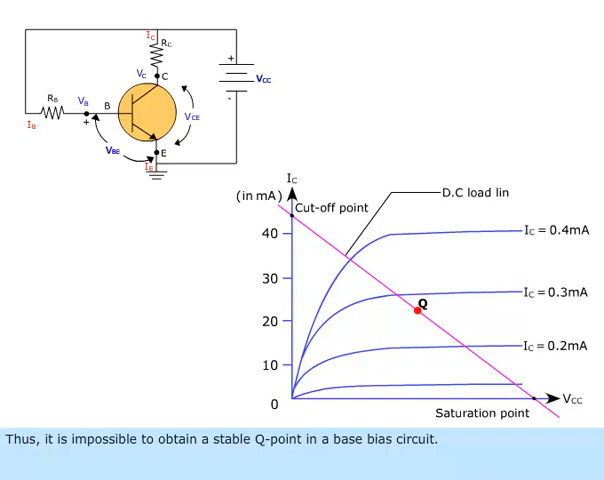 IC
RC
VC
C
+
VCC
-
RB
VB
B
VCE
IB
+
VBE
E
IE
IC
(in mA)
Cut-off point
D.C load lin
40
IC = 0.4mA
30
IC = 0.3mA
Q
20
IC = 0.2mA
10
0
VCC
Saturation point
Thus, it is impossible to obtain a stable Q-point in a base bias circuit.